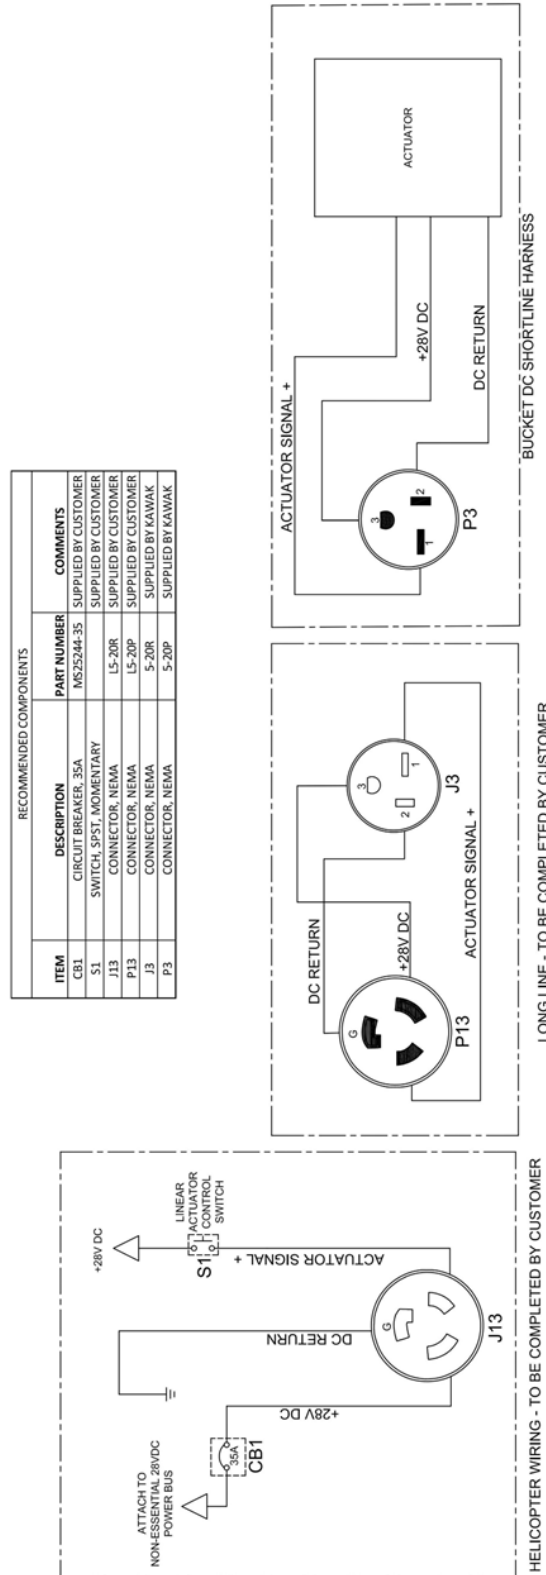 RECOMMENDED COMPONENTS
ITEM DESCRIPTION PART NUMBER COMMENTS
CB1 CIRCUIT BREAKER, 35A MS25244-35 SUPPLIED BY CUSTOMER
S1 SWITCH, SPST, MOMENTARY SUPPLIED BY CUSTOMER
J13 CONNECTOR, NEMA L5-20R SUPPLIED BY CUSTOMER
P13 CONNECTOR, NEMA L5-20P SUPPLIED BY CUSTOMER
J3 CONNECTOR, NEMA 5-20R SUPPLIED BY KAWAK
P3 CONNECTOR, NEMA 5-20P SUPPLIED BY KAWAK
ATTACH TO
NON-ESSENTIAL 28VDC
POWER BUS
35A
CB1
+28V DC
DC RETURN
+28V DC
LINEAR
ACTUATOR
CONTROL
SWITCH
S1
ACTUATOR SIGNAL +
G
J13
HELICOPTER WIRING - TO BE COMPLETED BY CUSTOMER
DC RETURN
+28V DC
G
P13
ACTUATOR SIGNAL +
3
2
1
J3
LONG LINE - TO BE COMPLETED BY CUSTOMER
ACTUATOR SIGNAL +
3
1
2
P3
+28V DC
DC RETURN
ACTUATOR
BUCKET DC SHORTLINE HARNESS